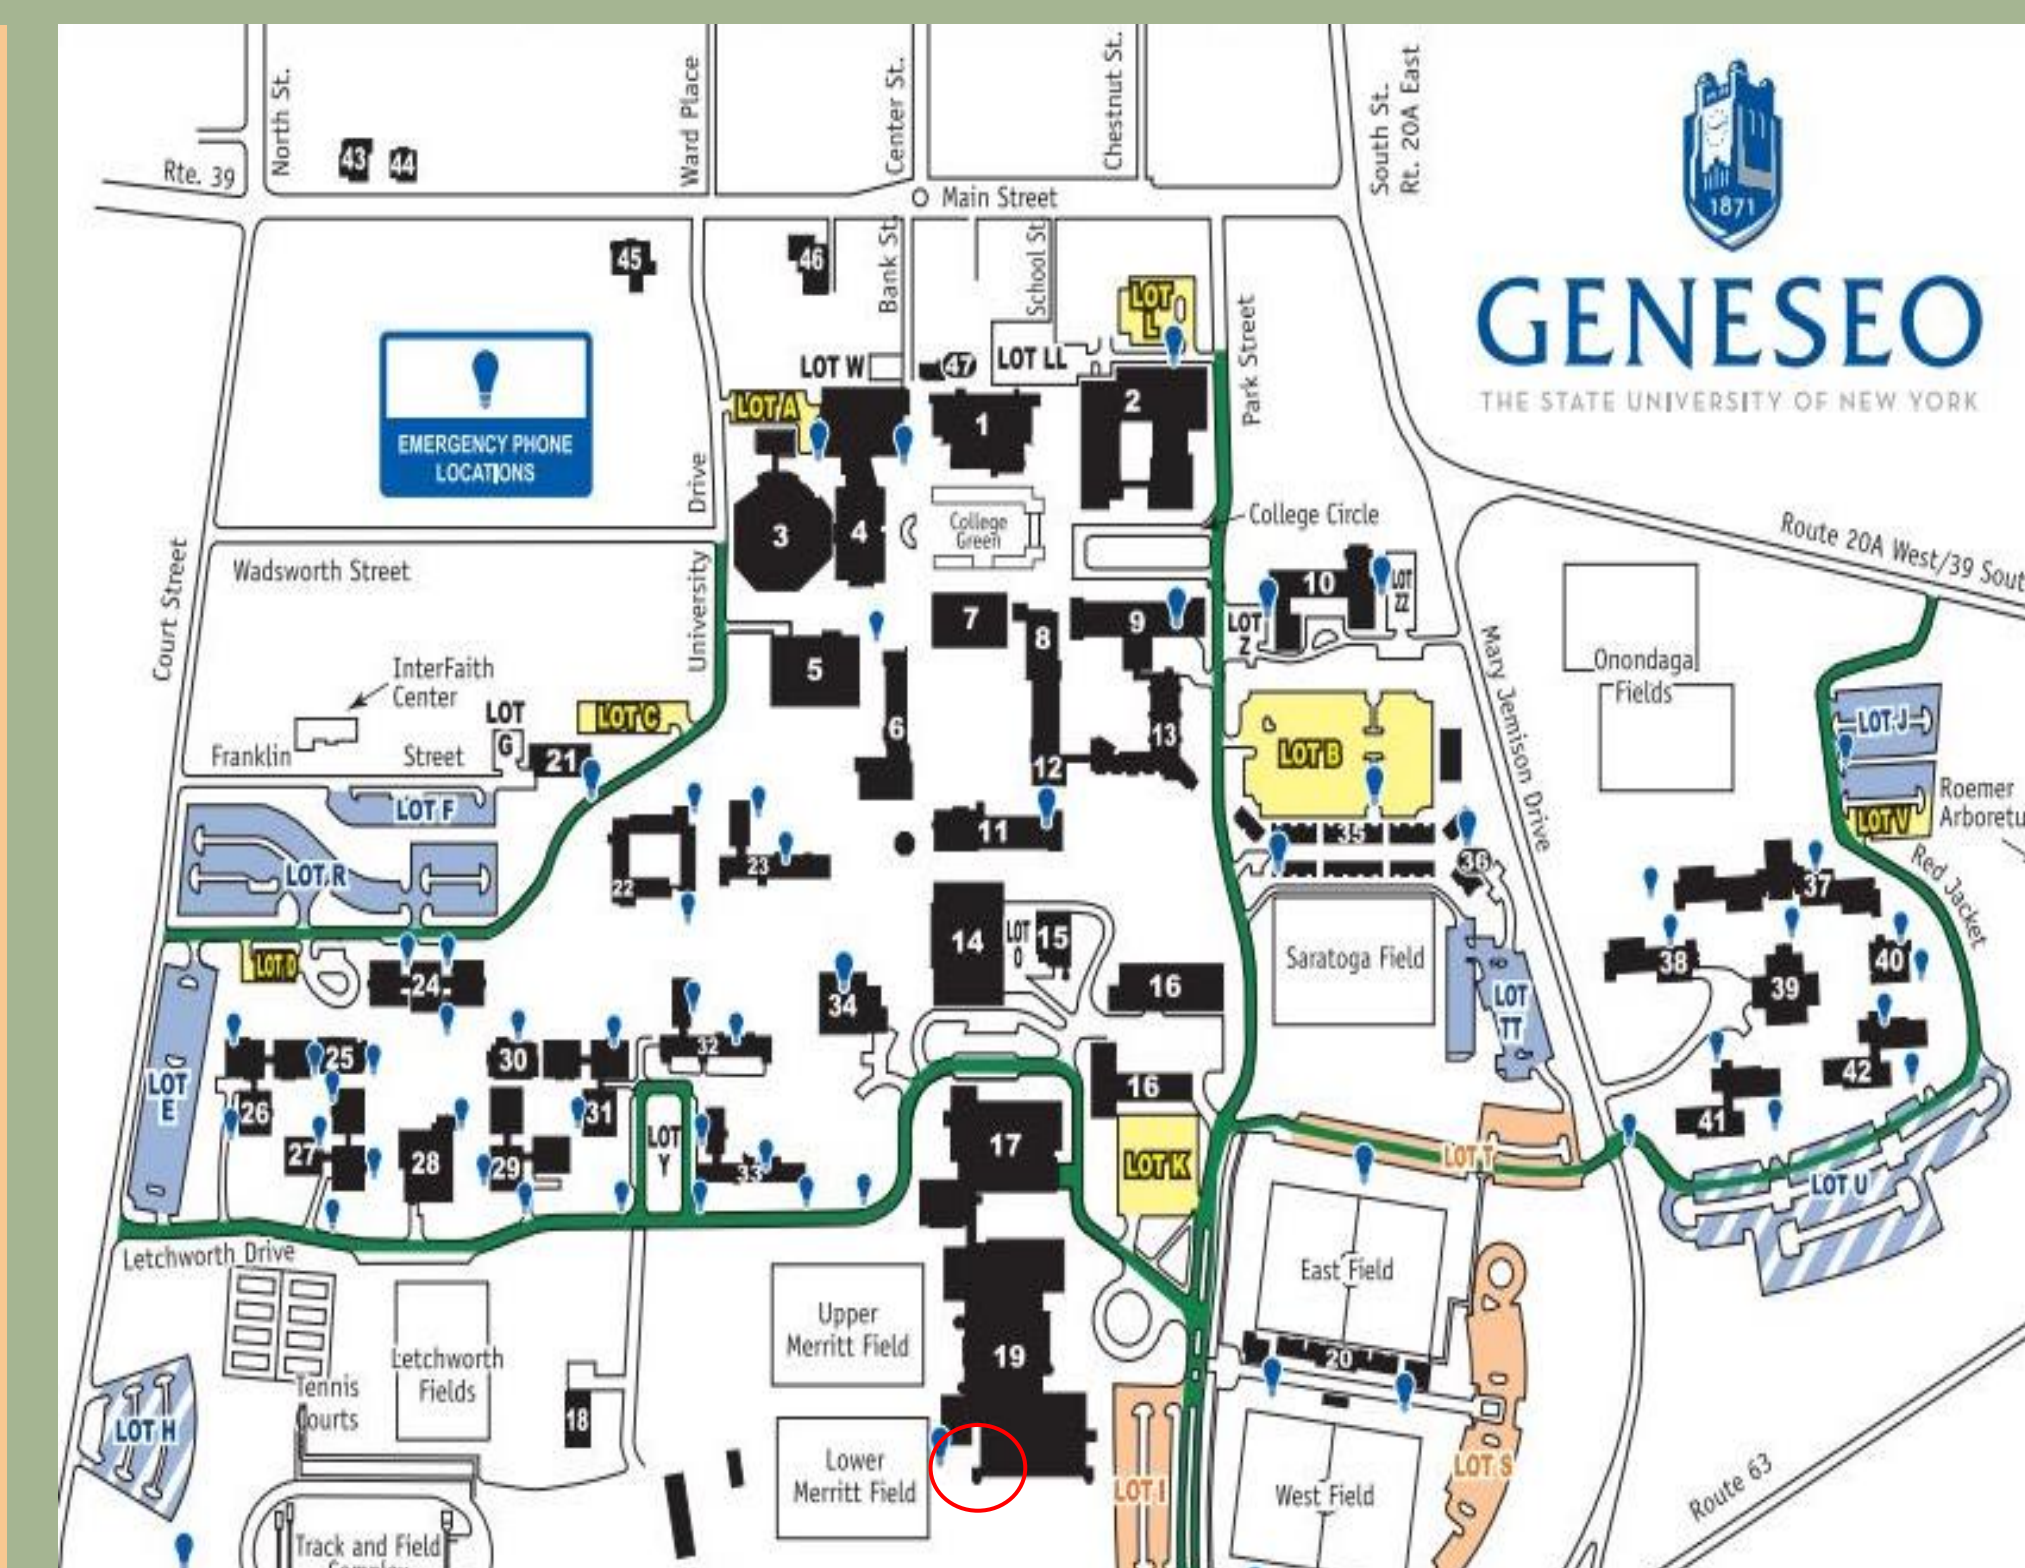 North St.
Ward Place
Center St.
Chestnut St.
South St.
Rt. 20A East
Rte. 39
43
44
Main Street
1871
GENESEO
THE STATE UNIVERSITY OF NEW YORK
45
46
Bank St.
School St
LOT
L
Park Street
EMERGENCY PHONE
LOCATIONS
LOT W
47
LOT LL
LOT A
1
2
Drive
3
4
College
Green
College Circle
Route 20A West/39 Sout
Court Street
Wadsworth Street
University
5
6
7
8
9
10
LOT
ZZ
LOT
Z
Mary Jemison Drive
Onondaga
Fields
InterFaith
Center
LOT
G
LOT C
Franklin
Street
21
12
13
LOT B
LOT J
Roemer
Arboretu
LOT V
Red Jacket
LOT F
LOT R
22
23
11
35
36
37
14
LOT
O
15
16
Saratoga Field
LOT
TT
38
39
40
LOT D
24
34
LOT
E
25
26
27
28
29
30
31
32
33
LOT
Y
16
17
LOT K
LOT T
41
42
LOT U
Letchworth Drive
Upper
Merritt Field
East Field
19
20
Letchworth
Fields
Tennis
Courts
18
LOT H
Lower
Merritt Field
LOT I
West Field
LOT S
Route 63
Track and Field
Complex